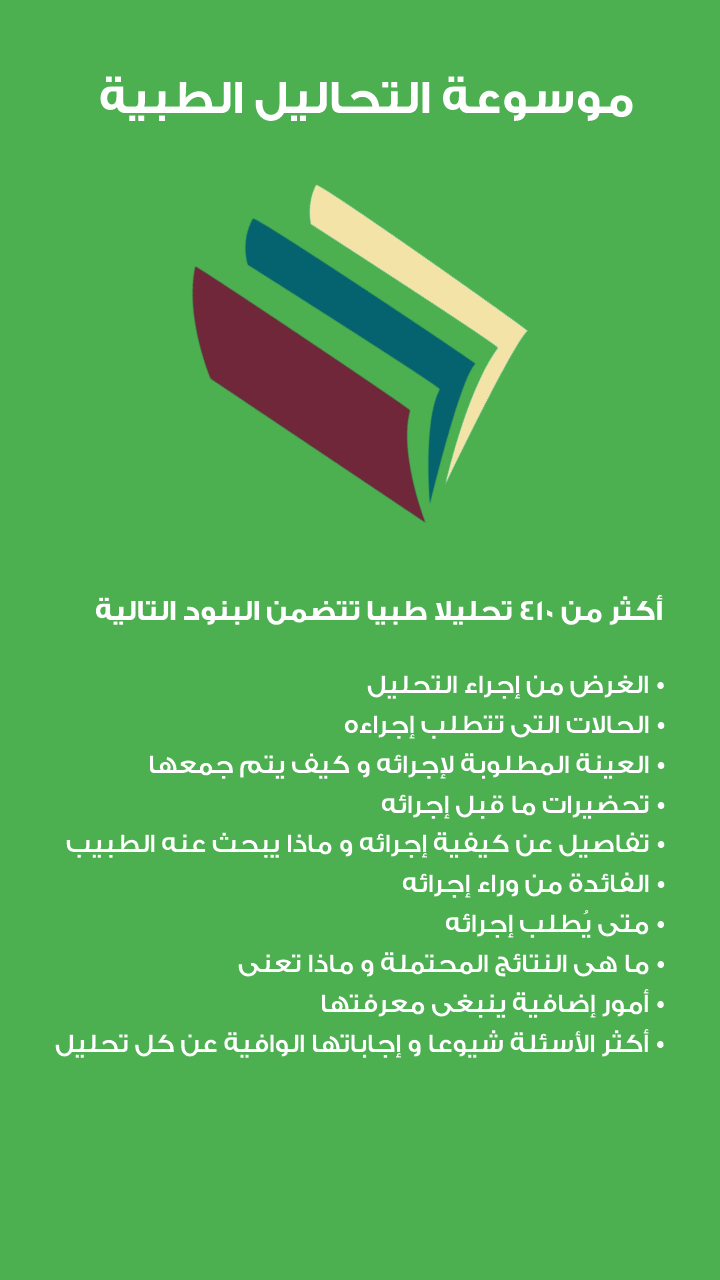 موسوعة التحاليل الطبية
أكثر من ٤١٠ تحليلا طبيا تتضمن البنود التالية
• الغرض من إجراء التحليل
• الحالات التى تتطلب إجراءه
• العينة المطلوبة لإجرائه و كيف يتم جمعها
• تحضيرات ما قبل إجرائه
• تفاصيل عن كيفية إجرائه و ماذا يبحث عنه الطبيب
• الفائدة من وراء إجرائه
• متى يُطلب إجرائه
• ما هى النتائج المحتملة و ماذا تعنى
• أمور إضافية ينبغى معرفتها
• أكثر الأسئلة شيوعا و إجاباتها الوافية عن كل تحليل